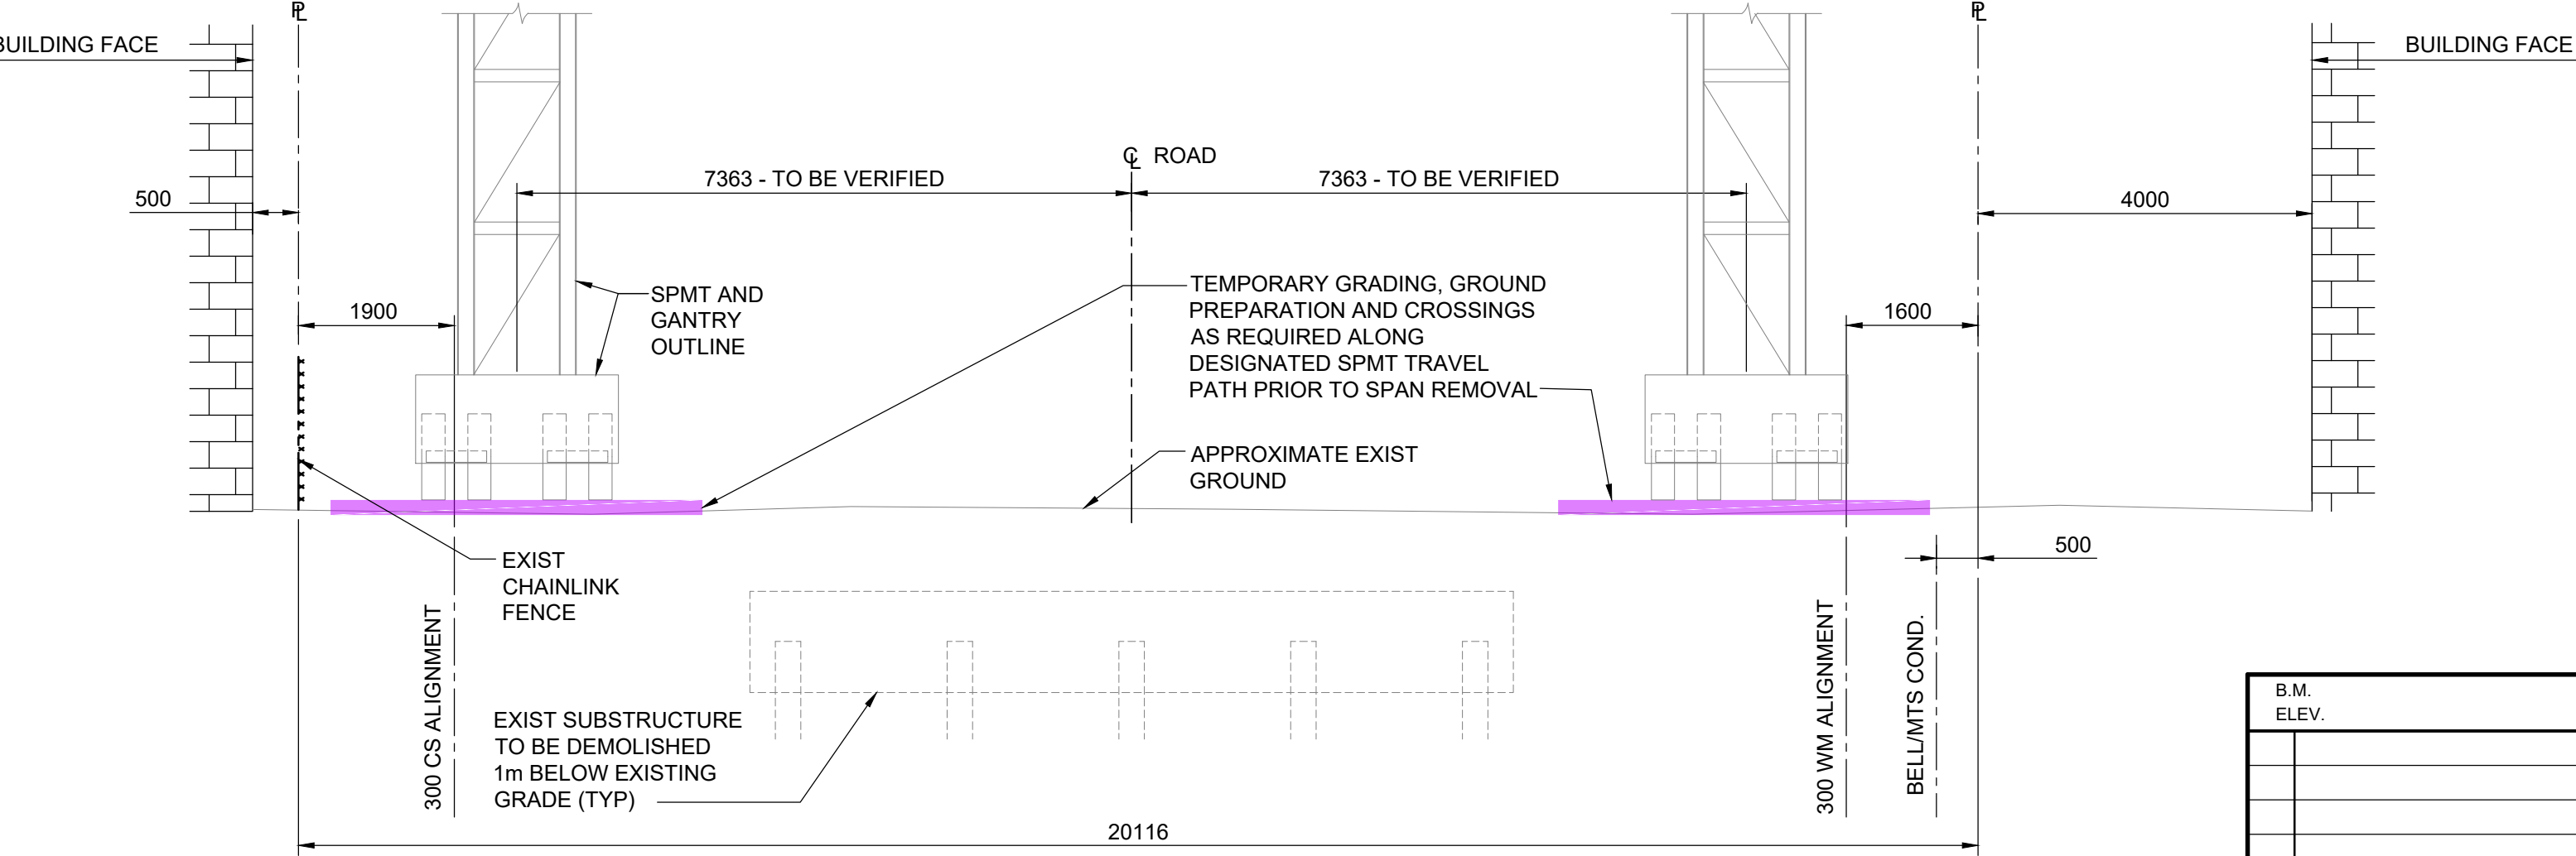 BUILDING FACE
PL
PL
BUILDING FACE
CL ROAD
7363 - TO BE VERIFIED
7363 - TO BE VERIFIED
500
4000
1900
SPMT AND
GANTRY
OUTLINE
TEMPORARY GRADING, GROUND
PREPARATION AND CROSSINGS
AS REQUIRED ALONG
DESIGNATED SPMT TRAVEL
PATH PRIOR TO SPAN REMOVAL
1600
APPROXIMATE EXIST
GROUND
EXIST
CHAINLINK
FENCE
500
300 CS ALIGNMENT
300 WM ALIGNMENT
BELL/MTS COND.
EXIST SUBSTRUCTURE
TO BE DEMOLISHED
1m BELOW EXISTING
GRADE (TYP)
20116
B.M.
ELEV.